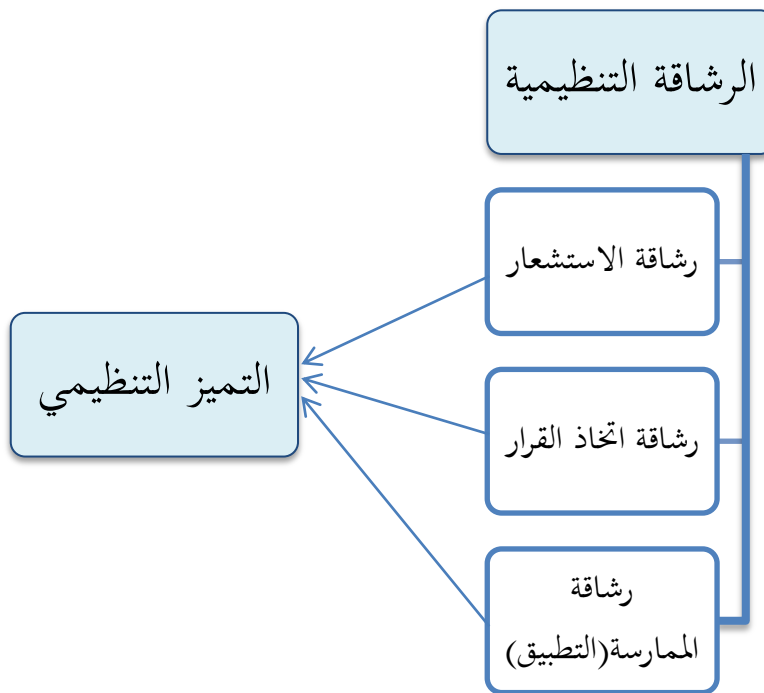 الرشاقة التنظيمية
رشاقة الاستشعار
التميز التنظيمي
رشاقة اتخاذ القرار
رشاقة
الممارسة(التطبيق)